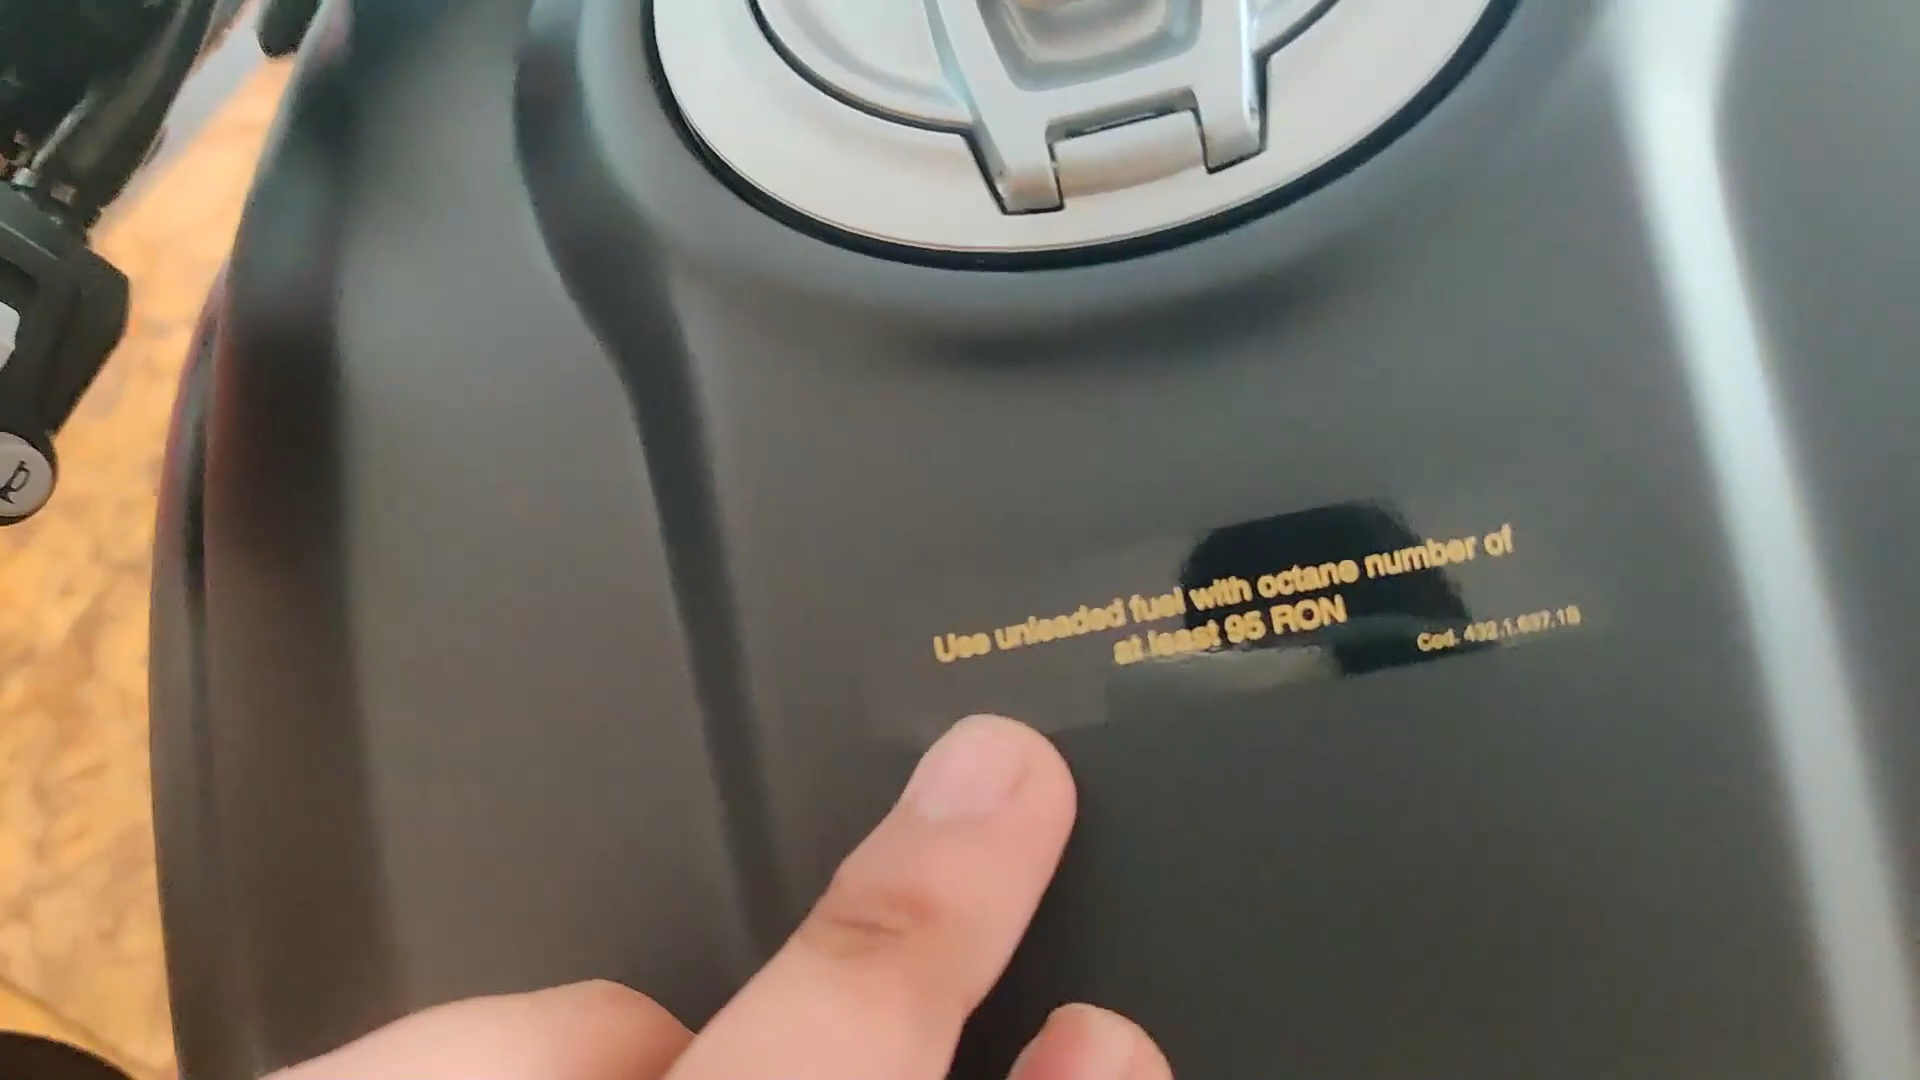 Use unleaded fuel with octane number of
at least 95 RON
Cod. 432.1.697.1B